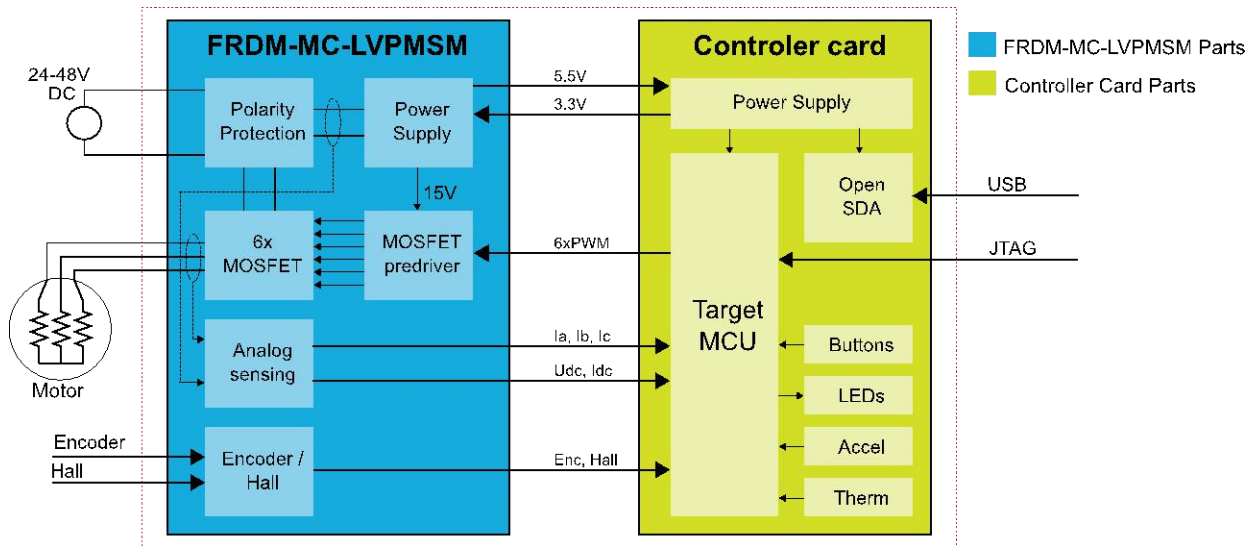 FRDM-MC-LVPMSM
Controler card
FRDM-MC-LVPMSM Parts
Controller Card Parts
24-48V
DC
Polarity
Protection
Power
Supply
5.5V
3.3V
Power Supply
15V
Open
SDA
USB
6x
MOSFET
MOSFET
predriver
6xPWM
JTAG
Target
MCU
Motor
Analog
sensing
Ia, Ib, Ic
Udc, Idc
Buttons
LEDs
Accel
Therm
Encoder
Hall
Encoder /
Hall
Enc, Hall